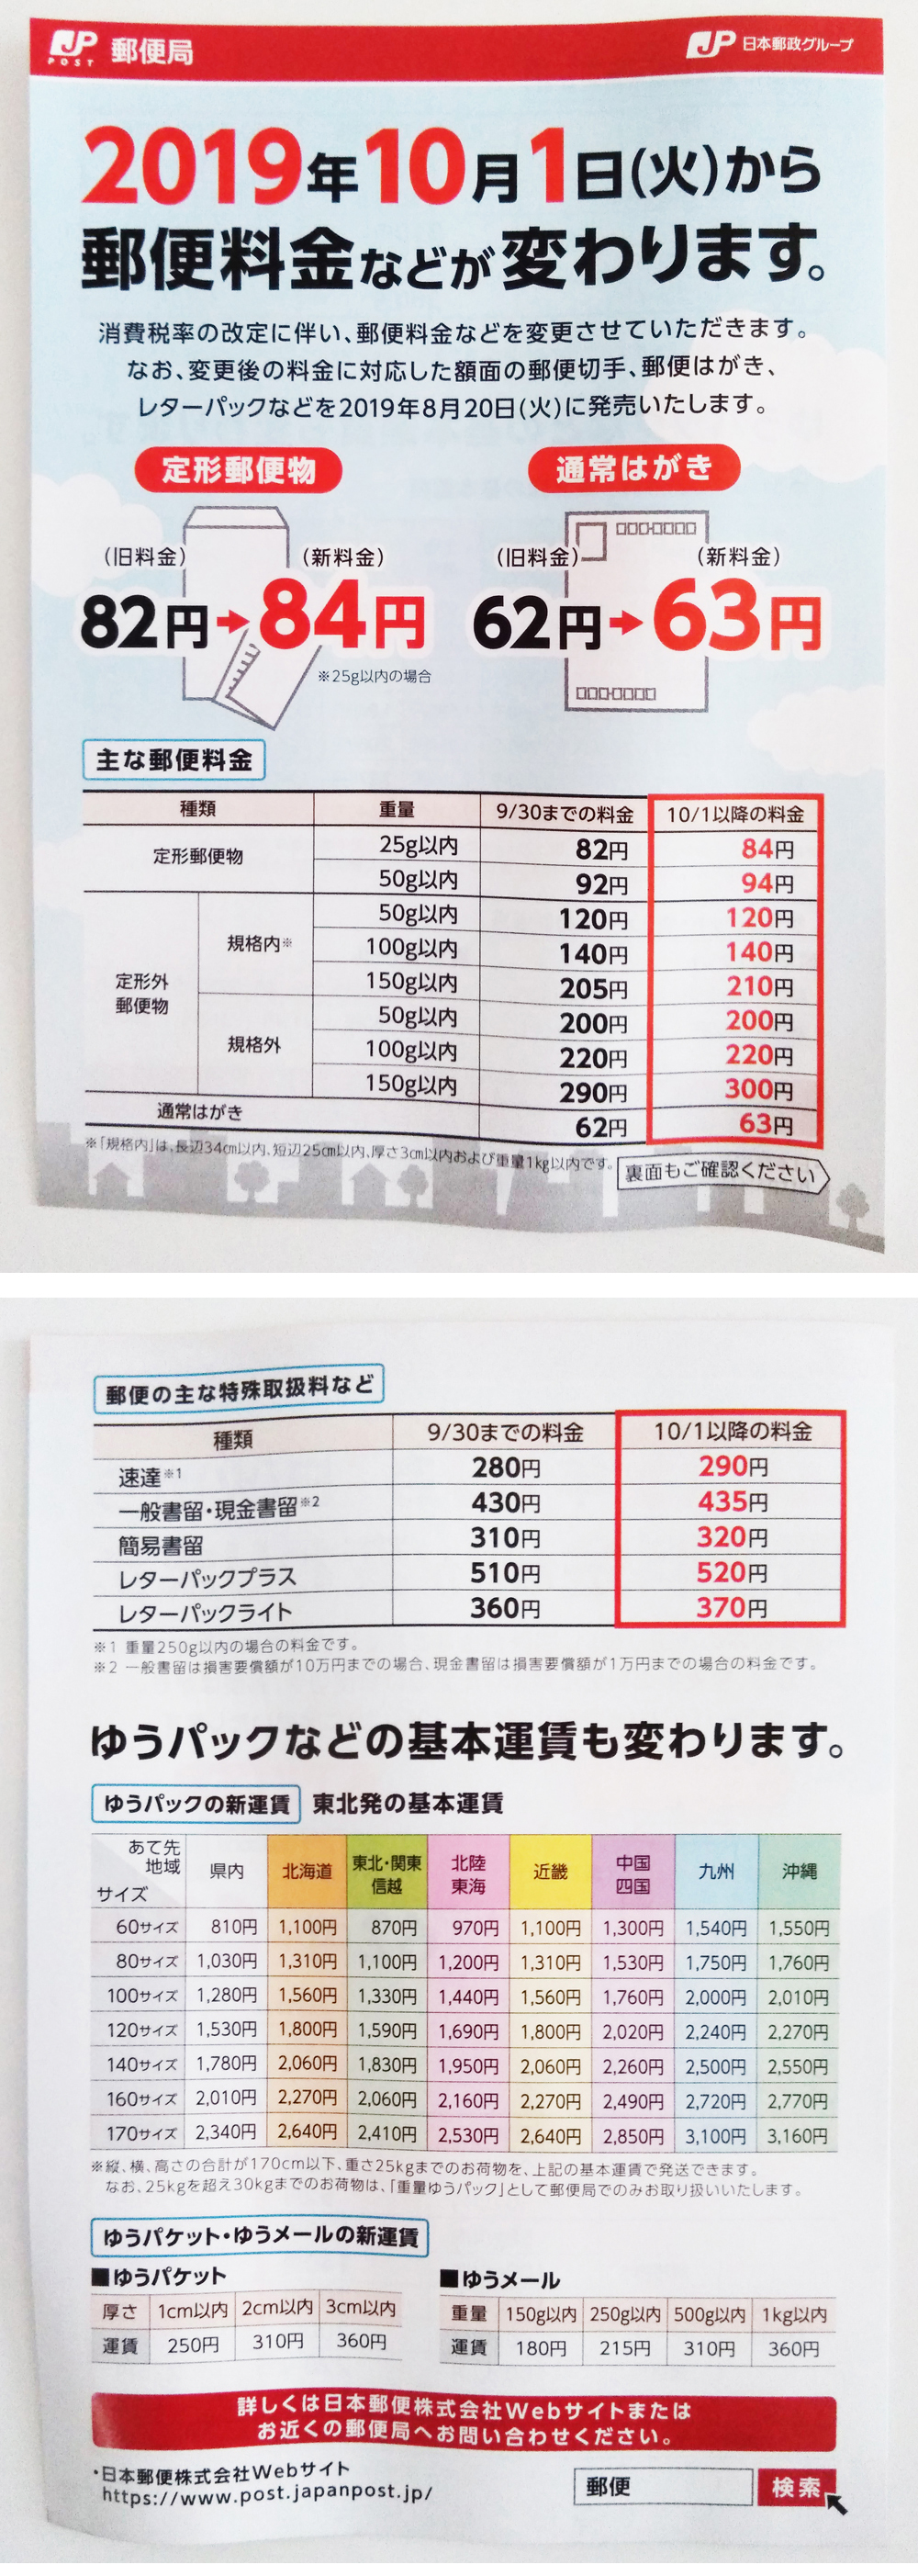 JP POST 郵便局
JP 日本郵政グループ
2019年10月1日(火)から
郵便料金などが変わります。
消費税率の改定に伴い、郵便料金などを変更させていただきます。
なお、変更後の料金に対応した額面の郵便切手、郵便はがき、
レターパックなどを2019年8月20日(火)に発売いたします。
定形郵便物
(旧料金) (新料金)
82円→84円
※25g以内の場合
通常はがき
(旧料金) (新料金)
62円→63円
主な郵便料金
種類 重量 9/30までの料金 10/1以降の料金
定形郵便物 25g以内 82円 84円
50g以内 92円 94円
定形外郵便物 規格内※ 50g以内 120円 120円
100g以内 140円 140円
150g以内 205円 210円
規格外 50g以内 200円 200円
100g以内 220円 220円
150g以内 290円 300円
通常はがき 62円 63円
※「規格内」は、長辺34cm以内、短辺25cm以内、厚さ3cm以内および重量1kg以内です。
裏面もご確認ください
郵便の主な特殊取扱料など
種類 9/30までの料金 10/1以降の料金
速達※1 280円 290円
一般書留・現金書留※2 430円 435円
簡易書留 310円 320円
レターパックプラス 510円 520円
レターパックライト 360円 370円
※1 重量250g以内の場合の料金です。
※2 一般書留は損害要償額が10万円までの場合、現金書留は損害要償額が1万円までの場合の料金です。
ゆうパックなどの基本運賃も変わります。
ゆうパックの新運賃 東北発の基本運賃
あて先地域 サイズ 県内 北海道 東北・関東信越 北陸東海 近畿 中国四国 九州 沖縄
60サイズ 810円 1,100円 870円 970円 1,100円 1,300円 1,540円 1,550円
80サイズ 1,030円 1,310円 1,100円 1,200円 1,310円 1,530円 1,750円 1,760円
100サイズ 1,280円 1,560円 1,330円 1,440円 1,560円 1,760円 2,000円 2,010円
120サイズ 1,530円 1,800円 1,590円 1,690円 1,800円 2,020円 2,240円 2,270円
140サイズ 1,780円 2,060円 1,830円 1,950円 2,060円 2,260円 2,500円 2,550円
160サイズ 2,010円 2,270円 2,060円 2,160円 2,270円 2,490円 2,720円 2,770円
170サイズ 2,340円 2,640円 2,410円 2,530円 2,640円 2,850円 3,100円 3,160円
※縦、横、高さの合計が170cm以下、重さ25kgまでのお荷物を、上記の基本運賃で発送できます。
なお、25kgを超え30kgまでのお荷物は、「重量ゆうパック」として郵便局でのみお取り扱いいたします。
ゆうパケット・ゆうメールの新運賃
■ゆうパケット
厚さ 1cm以内 2cm以内 3cm以内
運賃 250円 310円 360円
■ゆうメール
重量 150g以内 250g以内 500g以内 1kg以内
運賃 180円 215円 310円 360円
詳しくは日本郵便株式会社Webサイトまたは
お近くの郵便局へお問い合わせください。
・日本郵便株式会社Webサイト
https://www.post.japanpost.jp/
郵便 検索